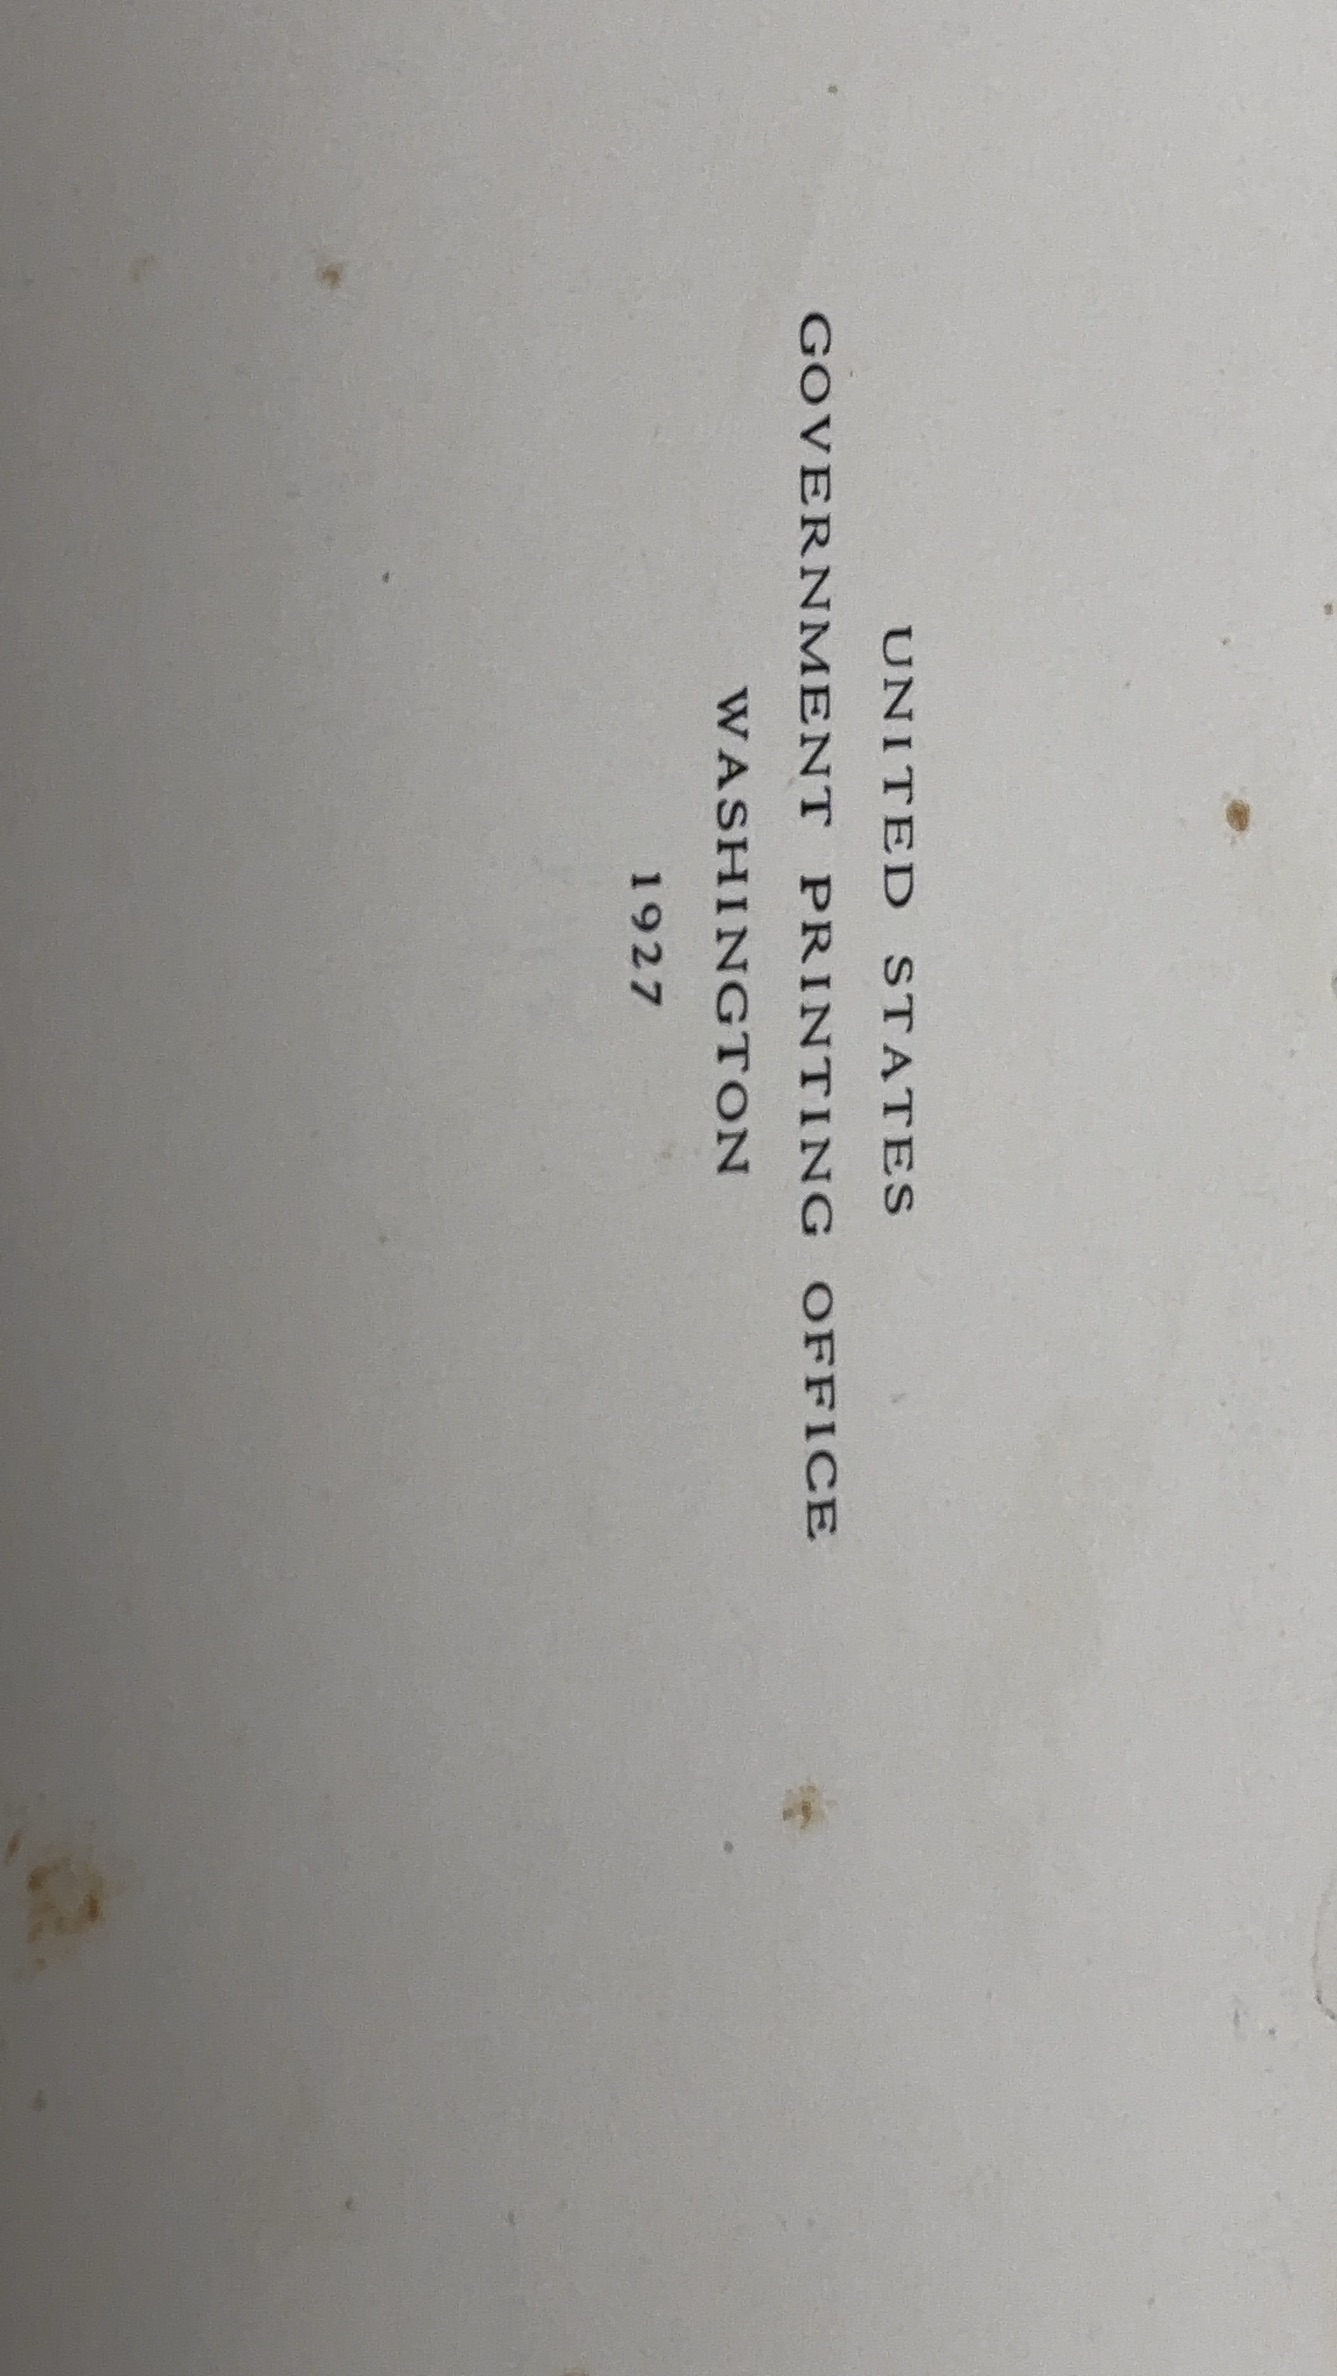 UNITED STATES
GOVERNMENT PRINTING OFFICE
WASHINGTON
1927